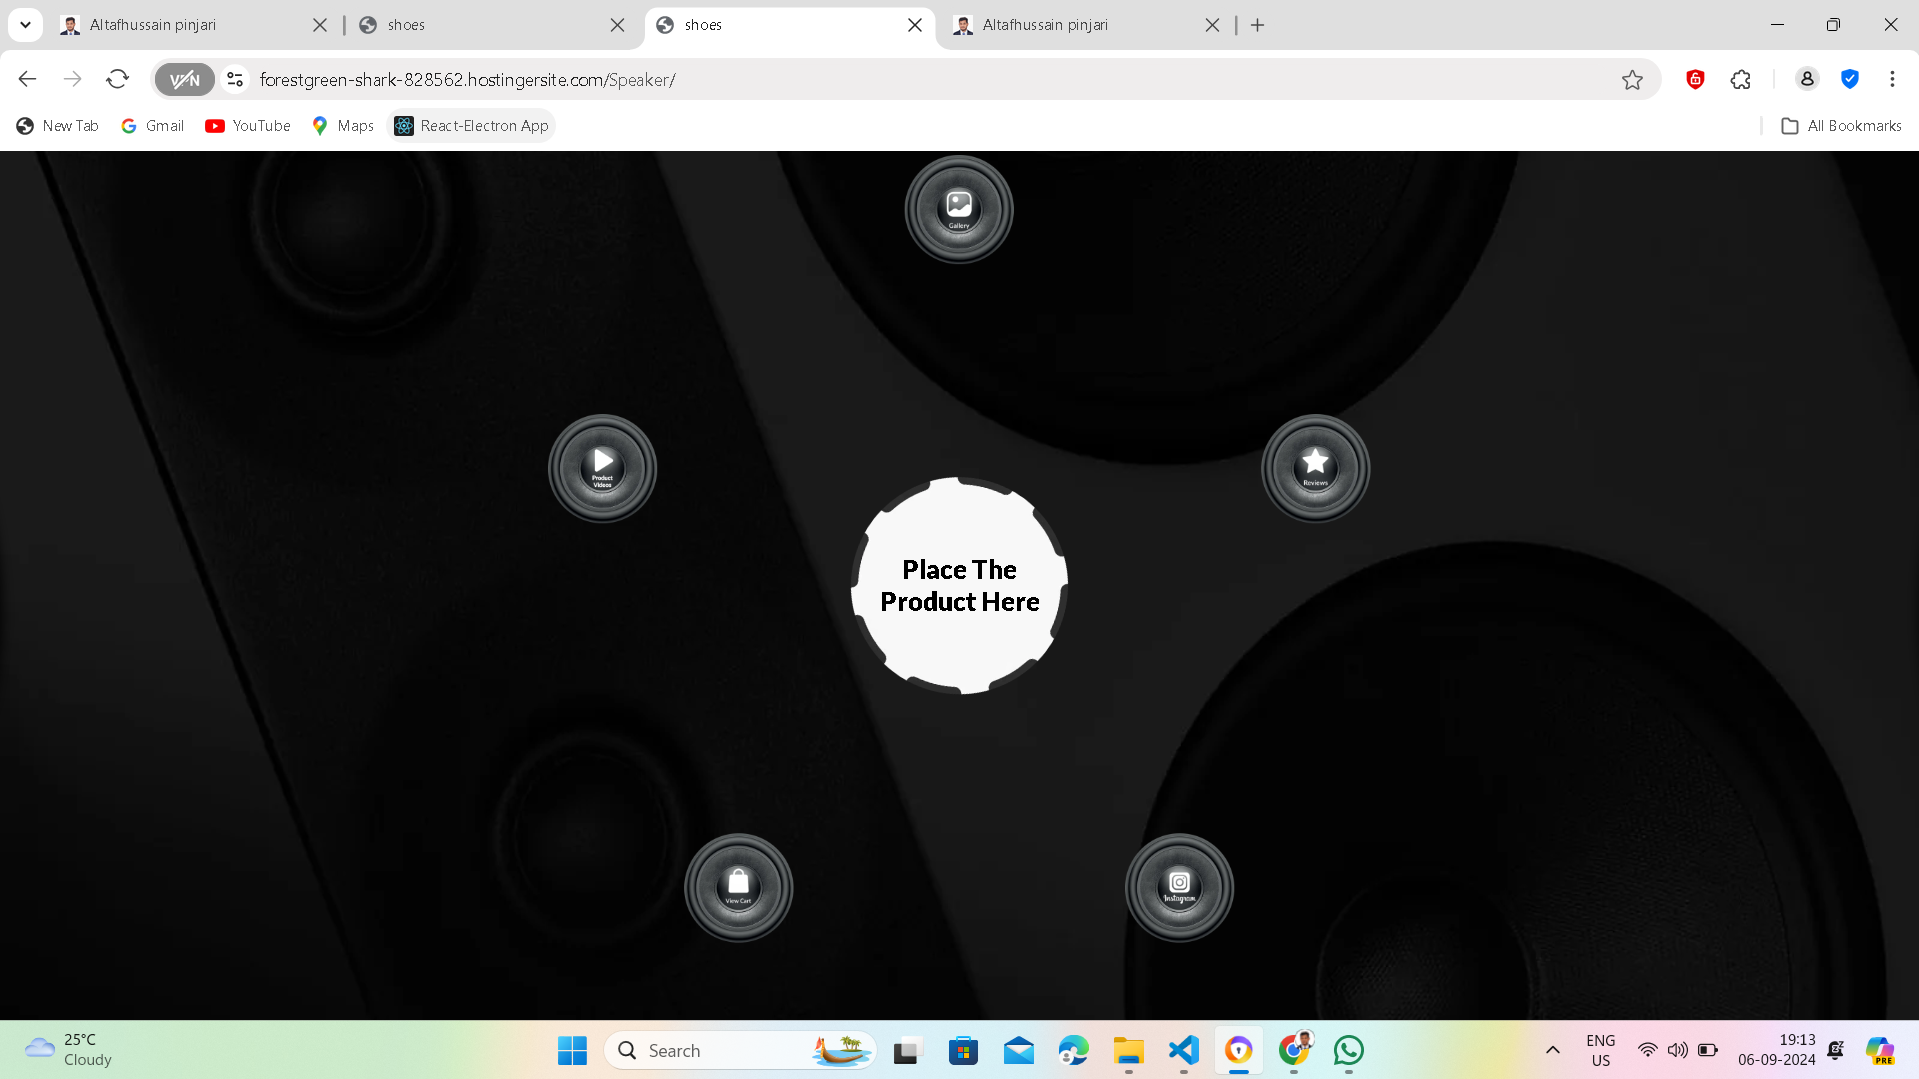 Altafhussain pinjari
shoes
shoes
Altafhussain pinjari
VPN
forestgreen-shark-828562.hostingersite.com/Speaker/
New Tab
Gmail
YouTube
Maps
React-Electron App
All Bookmarks
Gallery
Product
Videos
Reviews
Place The
Product Here
View Cart
Instagram
25°C
Cloudy
Search
ENG
US
19:13
06-09-2024
PRE